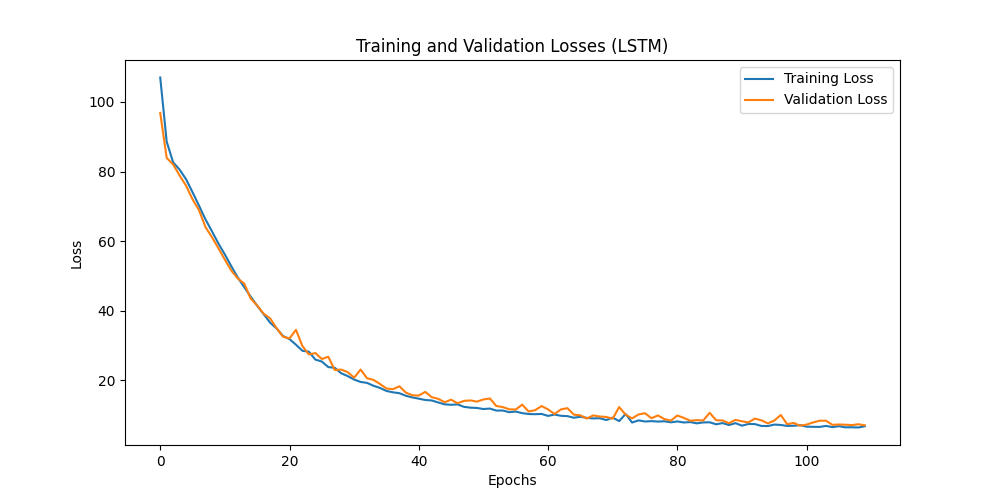 Training and Validation Losses (LSTM)
Training Loss
Validation Loss
100
80
60
40
20
Loss
0 20 40 60 80 100
Epochs